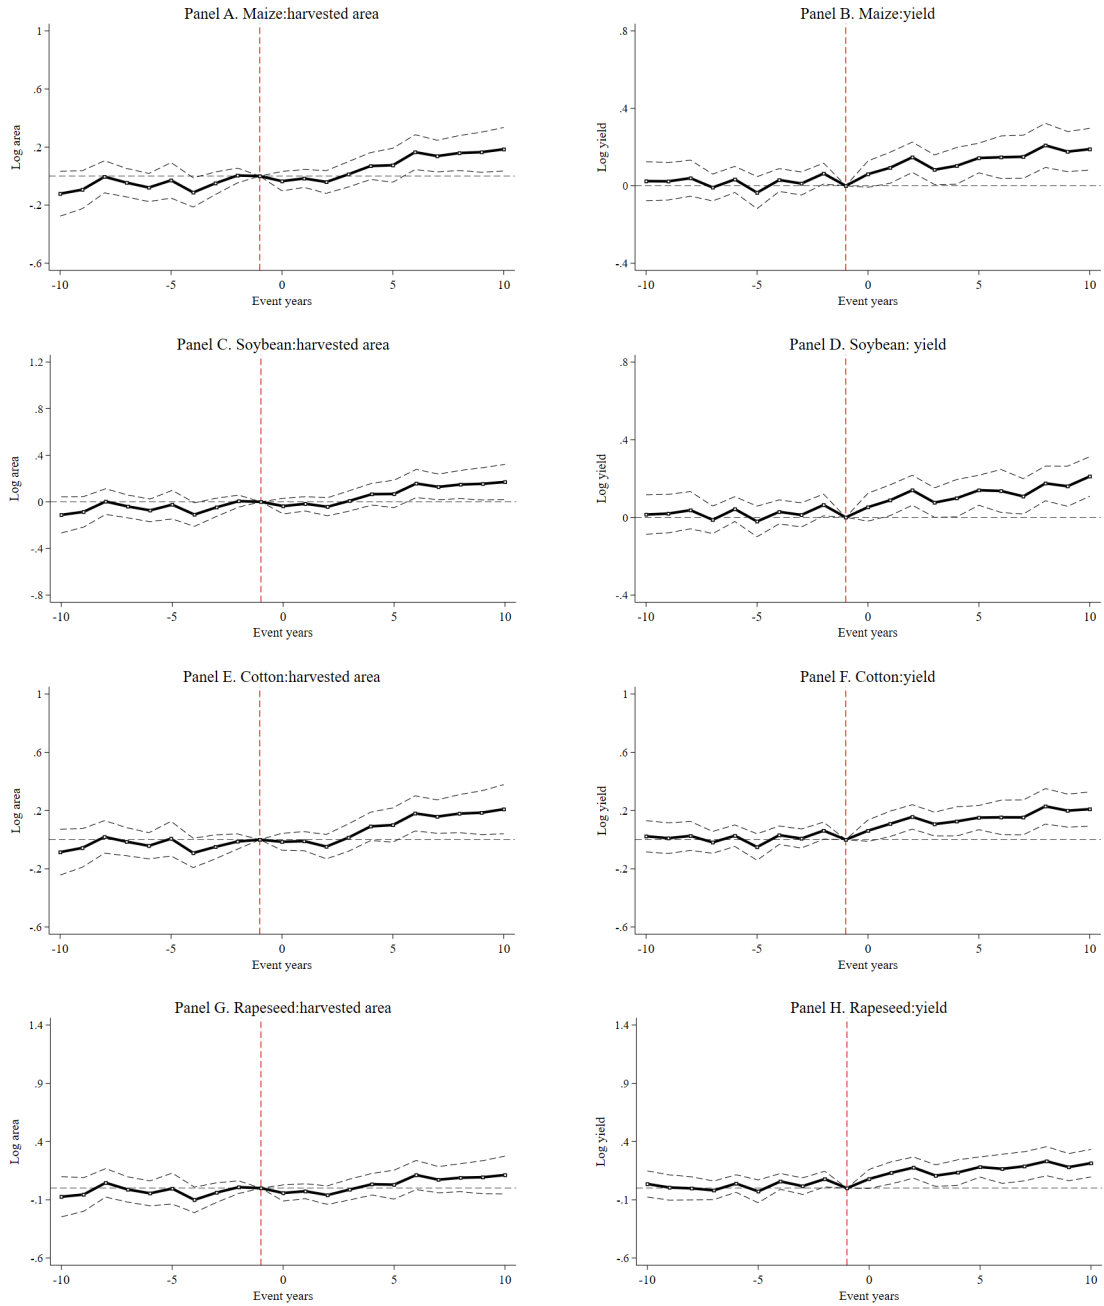 Panel A. Maize:harvested area
1
.6
.2
-.2
-.6
Log area
-10 -5 0 5 10
Event years
Panel B. Maize:yield
.8
.4
0
-.4
Log yield
-10 -5 0 5 10
Event years
Panel C. Soybean:harvested area
1.2
.8
.4
0
-.4
-.8
Log area
-10 -5 0 5 10
Event years
Panel D. Soybean: yield
.8
.4
0
-.4
Log yield
-10 -5 0 5 10
Event years
Panel E. Cotton:harvested area
1
.6
.2
-.2
-.6
Log area
-10 -5 0 5 10
Event years
Panel F. Cotton:yield
1
.6
.2
-.2
-.6
Log yield
-10 -5 0 5 10
Event years
Panel G. Rapeseed:harvested area
1.4
.9
.4
-.1
-.6
Log area
-10 -5 0 5 10
Event years
Panel H. Rapeseed:yield
1.4
.9
.4
-.1
-.6
Log yield
-10 -5 0 5 10
Event years